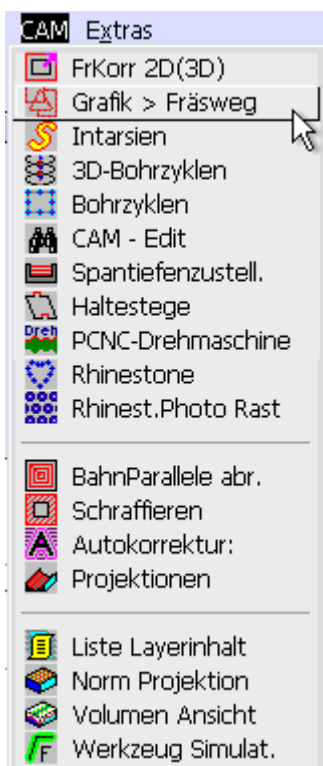 CAM Extras
FrKorr 2D(3D)
Grafik > Fräsweg
Intarsien
3D-Bohrzyklen
Bohrzyklen
CAM - Edit
Spantiefenzustell.
Haltestege
Dreh PCNC-Drehmaschine
Rhinestone
Rhinest.Photo Rast
BahnParallele abr.
Schraffieren
A Autokorrektur:
Projektionen
Liste Layerinhalt
Norm Projektion
Volumen Ansicht
F Werkzeug Simulat.